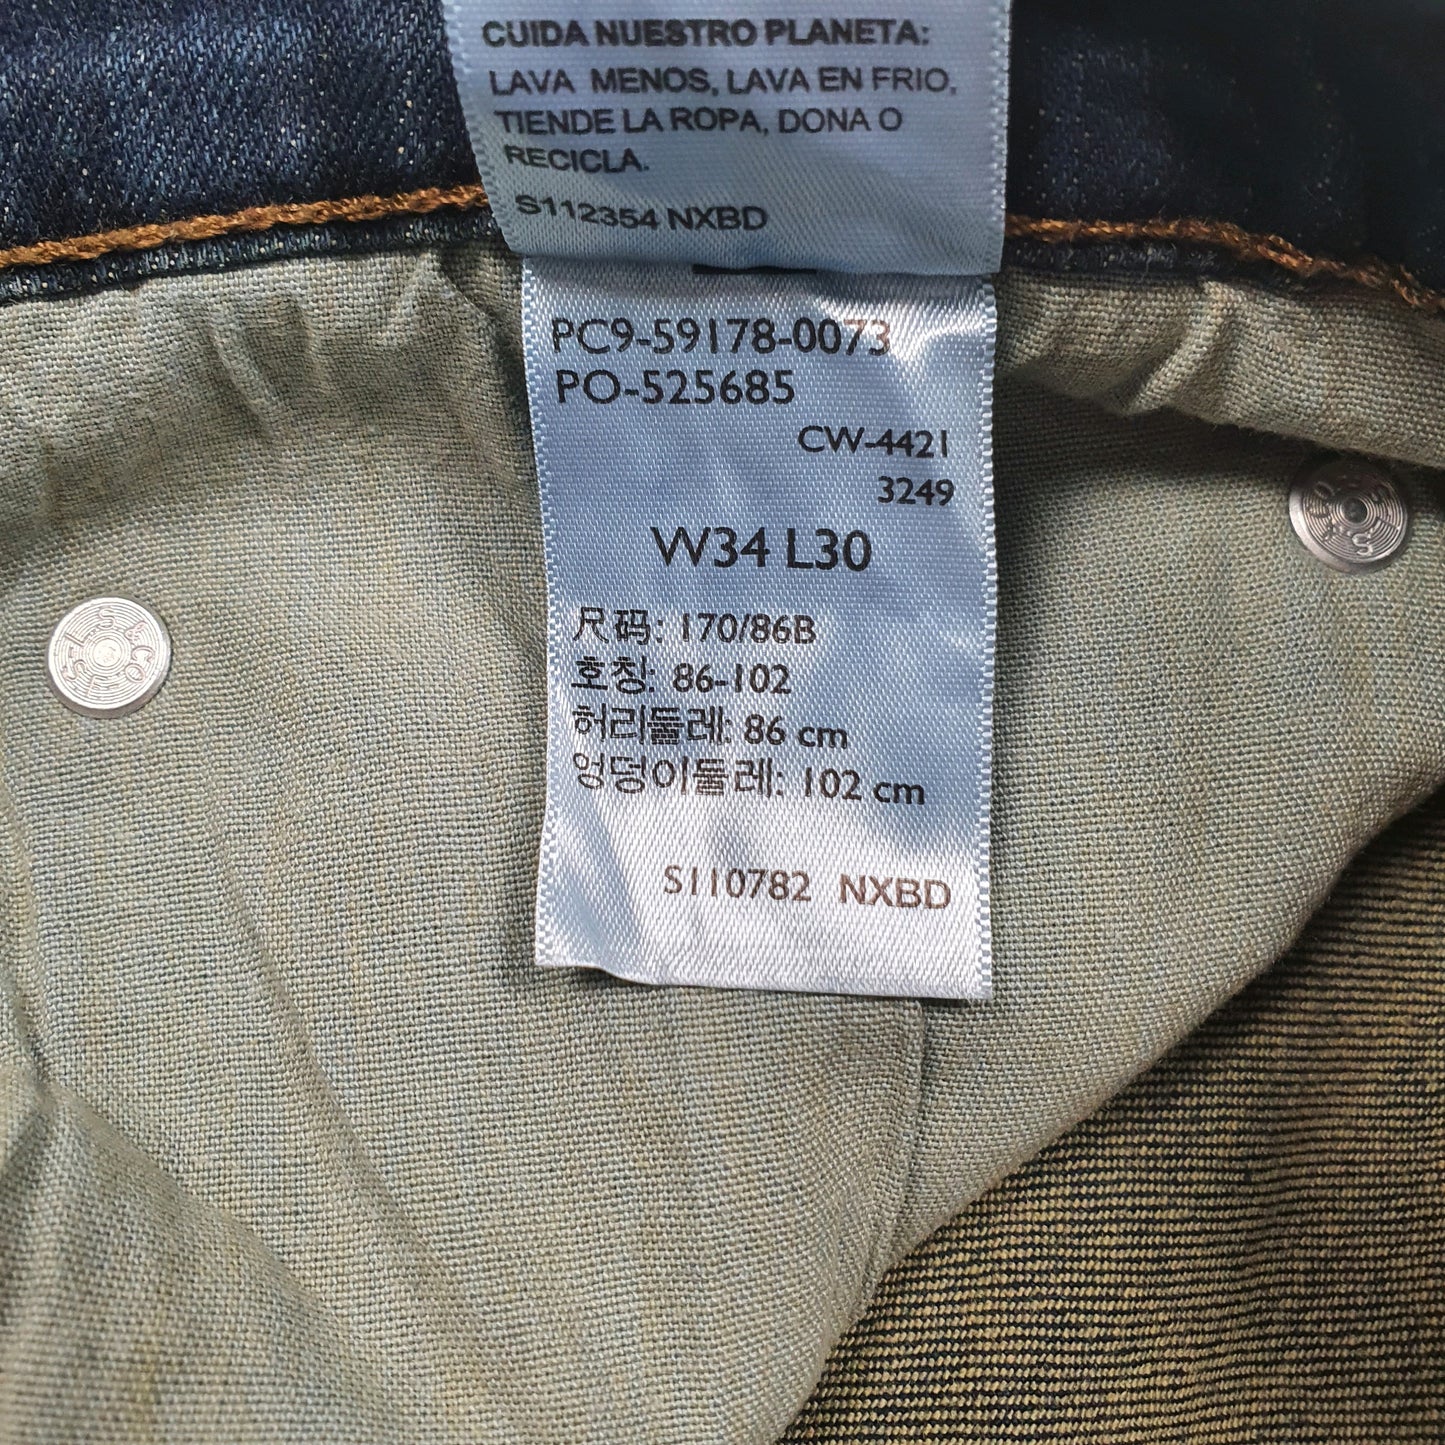 CUIDA NUESTRO PLANETA:
LAVA MENOS, LAVA EN FRIO,
TIENDE LA ROPA, DONA O
RECICLA.
S112354 NXBD
PC9-59178-0073
PO-525685
CW-4421
3249
W34 L30
尺码: 170/86B
호칭: 86-102
허리둘레: 86 cm
엉덩이둘레: 102 cm
S110782 NXBD
LS&CO